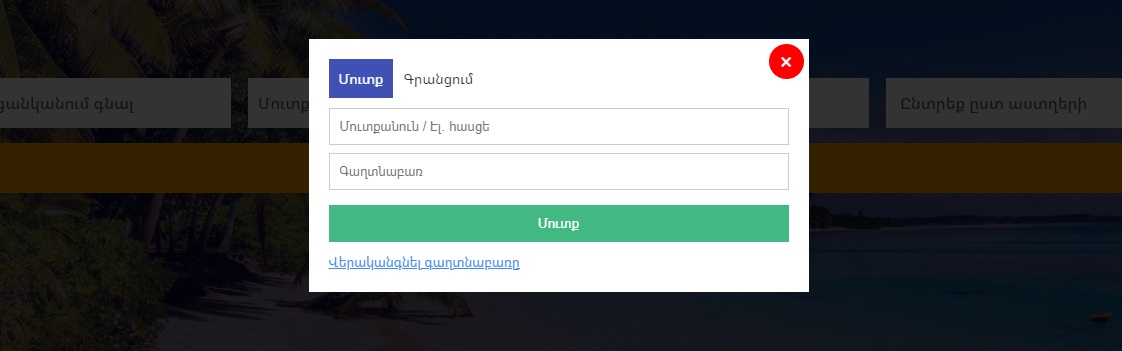 Մուտք Գրանցում
ցանկանում գնալ Մուտք Ընտրեք ըստ աստղերի
Մուտքանուն / Էլ. հասցե
Գաղտնաբառ
Մուտք
Վերականգնել գաղտնաբառը